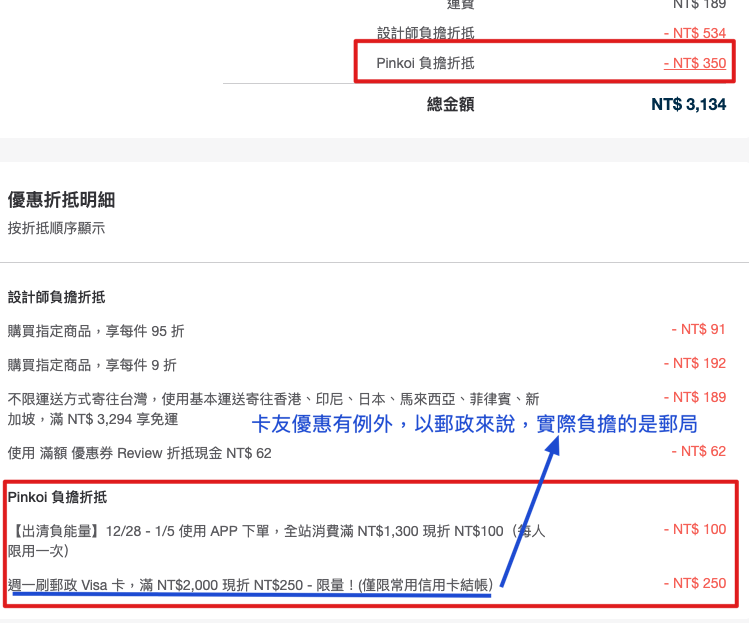 運費 NT$ 189
設計師負擔折抵 - NT$ 534
Pinkoi 負擔折抵 - NT$ 350
總金額 NT$ 3,134
優惠折抵明細
按折抵順序顯示
設計師負擔折抵
購買指定商品，享每件 95 折 - NT$ 91
購買指定商品，享每件 9 折 - NT$ 192
不限運送方式寄往台灣，使用基本運送寄往香港、印尼、日本、馬來西亞、菲律賓、新 - NT$ 189
加坡，滿 NT$ 3,294 享免運
卡友優惠有例外，以郵政來說，實際負擔的是郵局
使用 滿額 優惠券 Review 折抵現金 NT$ 62 - NT$ 62
Pinkoi 負擔折抵
【出清負能量】12/28 - 1/5 使用 APP 下單，全站消費滿 NT$1,300 現折 NT$100（每人 - NT$ 100
限用一次）
週一刷郵政 Visa 卡，滿 NT$2,000 現折 NT$250 - 限量！(僅限常用信用卡結帳) - NT$ 250